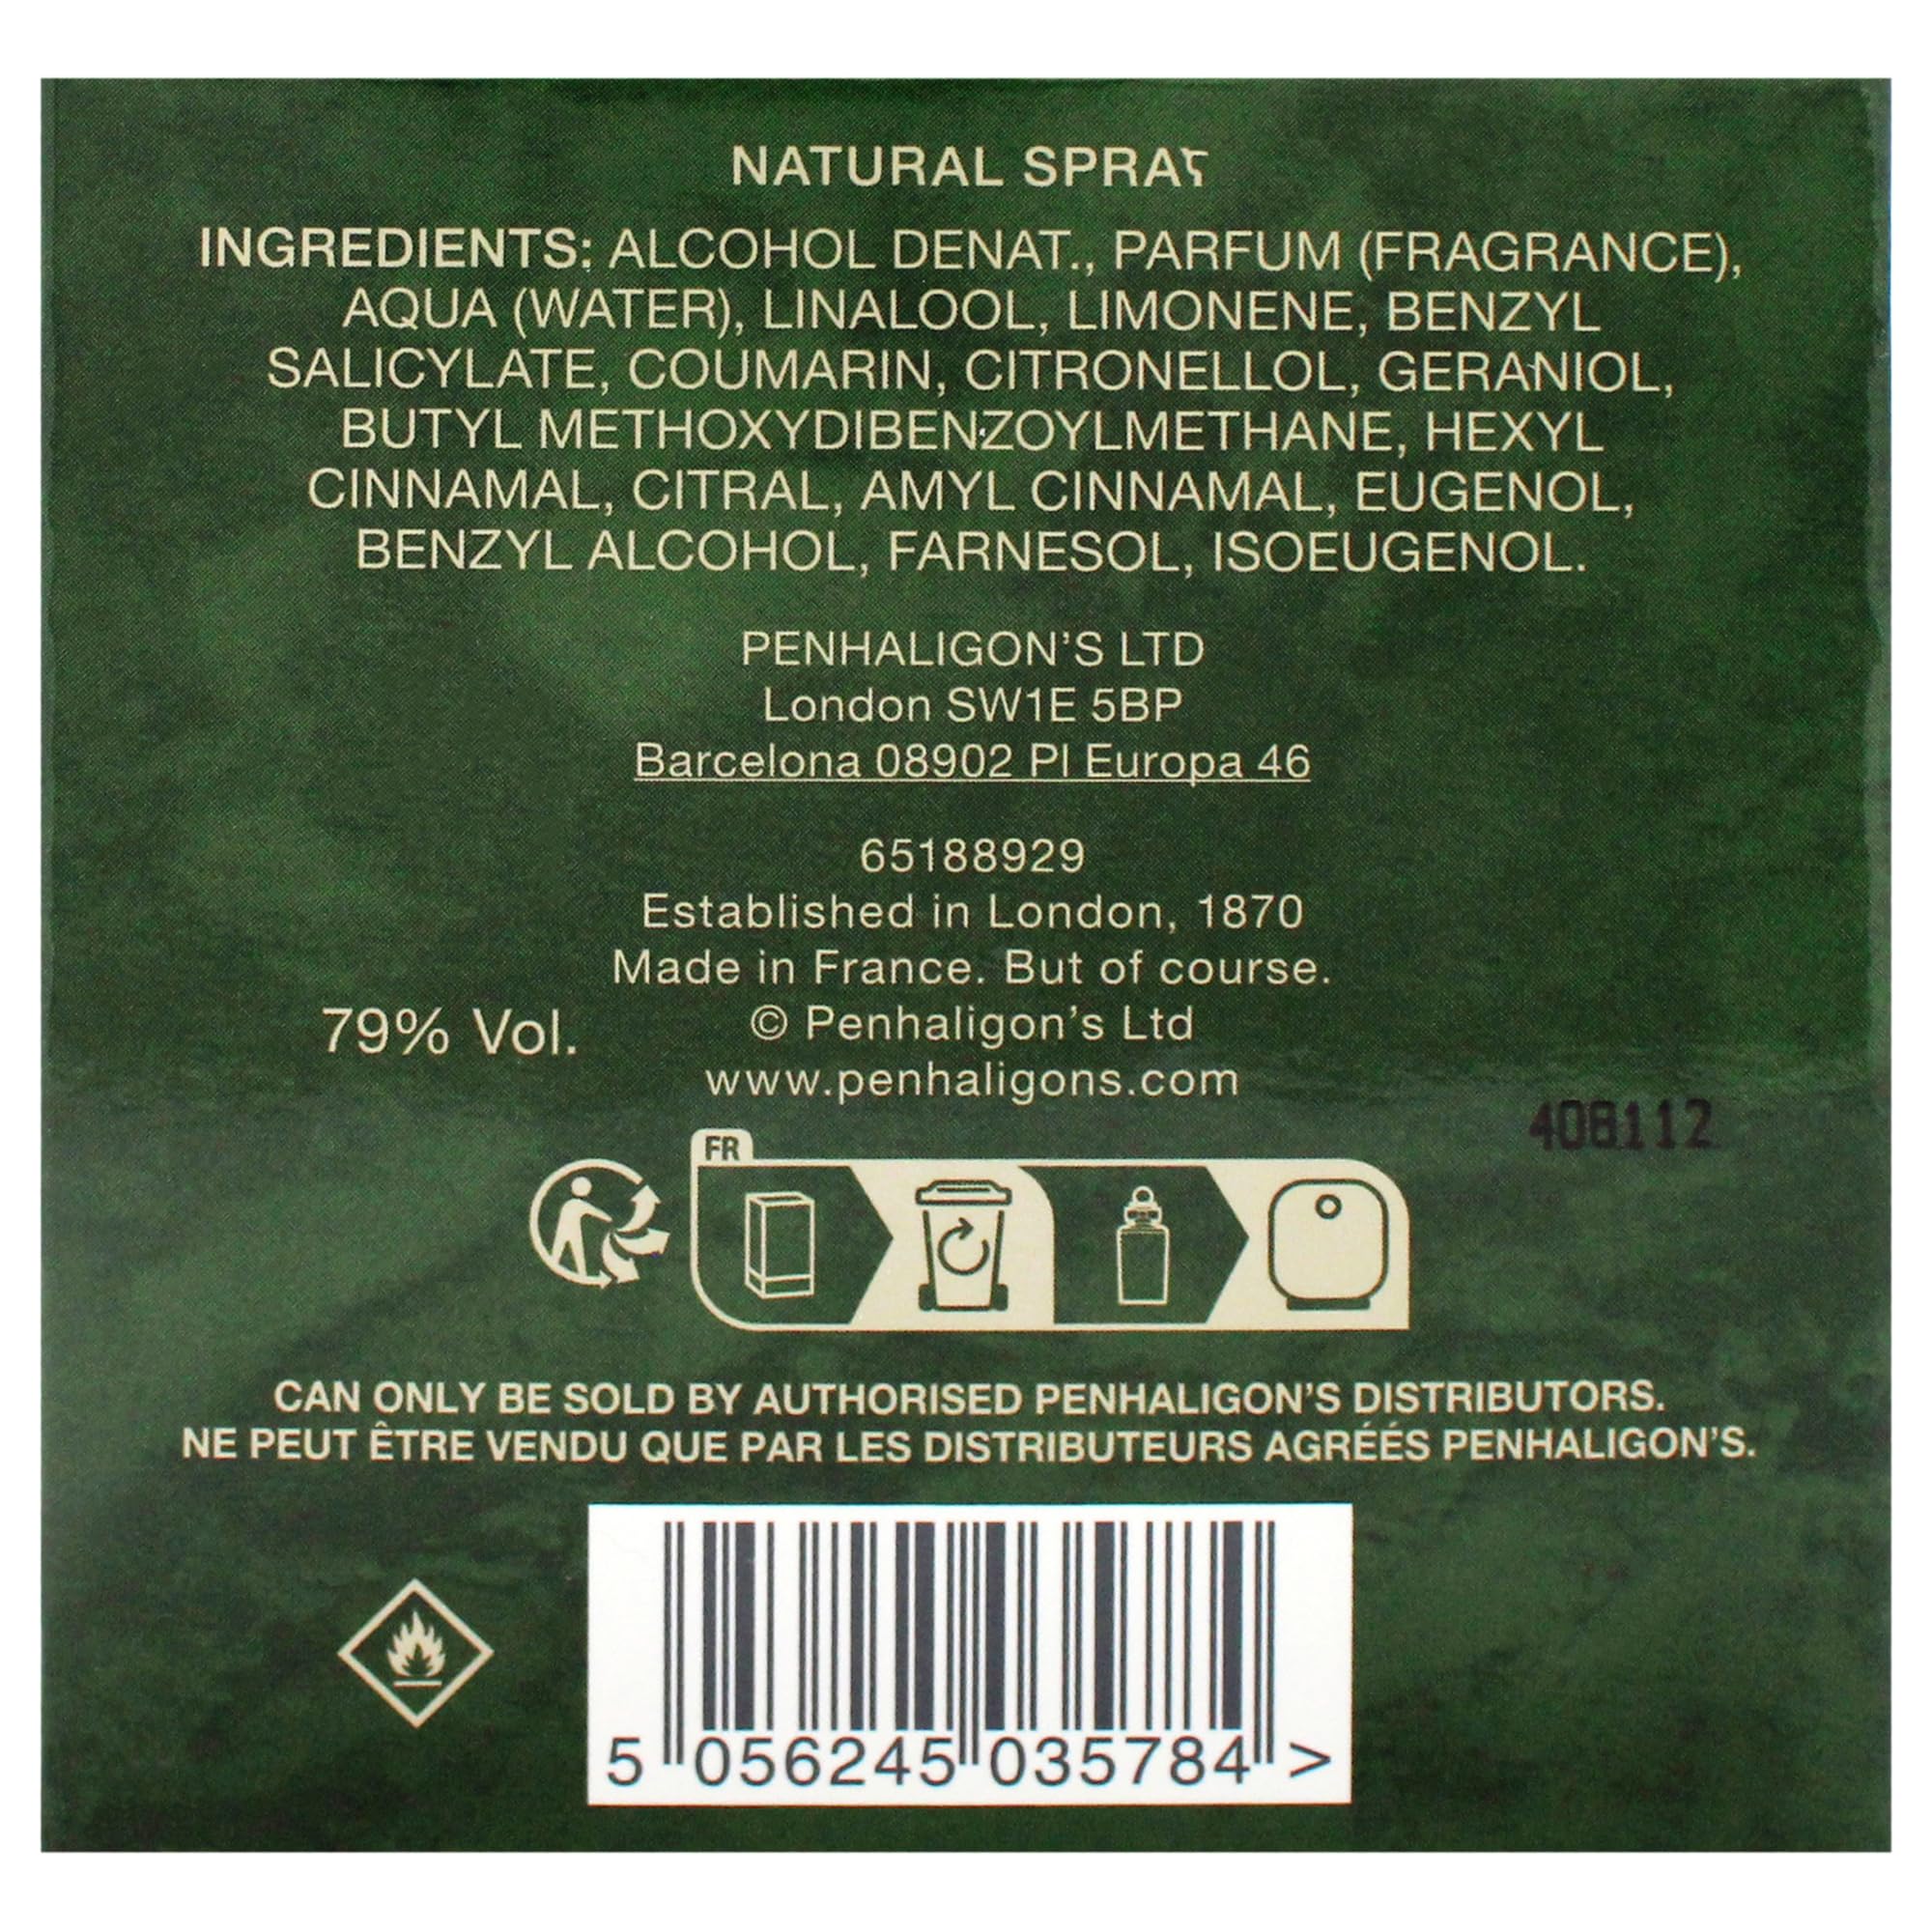 NATURAL SPRAY
INGREDIENTS: ALCOHOL DENAT., PARFUM (FRAGRANCE),
AQUA (WATER), LINALOOL, LIMONENE, BENZYL
SALICYLATE, COUMARIN, CITRONELLOL, GERANIOL,
BUTYL METHOXYDIBENZOYLMETHANE, HEXYL
CINNAMAL, CITRAL, AMYL CINNAMAL, EUGENOL,
BENZYL ALCOHOL, FARNESOL, ISOEUGENOL.
PENHALIGON'S LTD
London SW1E 5BP
Barcelona 08902 Pl Europa 46
65188929
Established in London, 1870
Made in France. But of course.
79% Vol.
© Penhaligon's Ltd
www.penhaligons.com
408112
FR
CAN ONLY BE SOLD BY AUTHORISED PENHALIGON'S DISTRIBUTORS.
NE PEUT ÊTRE VENDU QUE PAR LES DISTRIBUTEURS AGRÉÉS PENHALIGON'S.
5 056245 035784 >